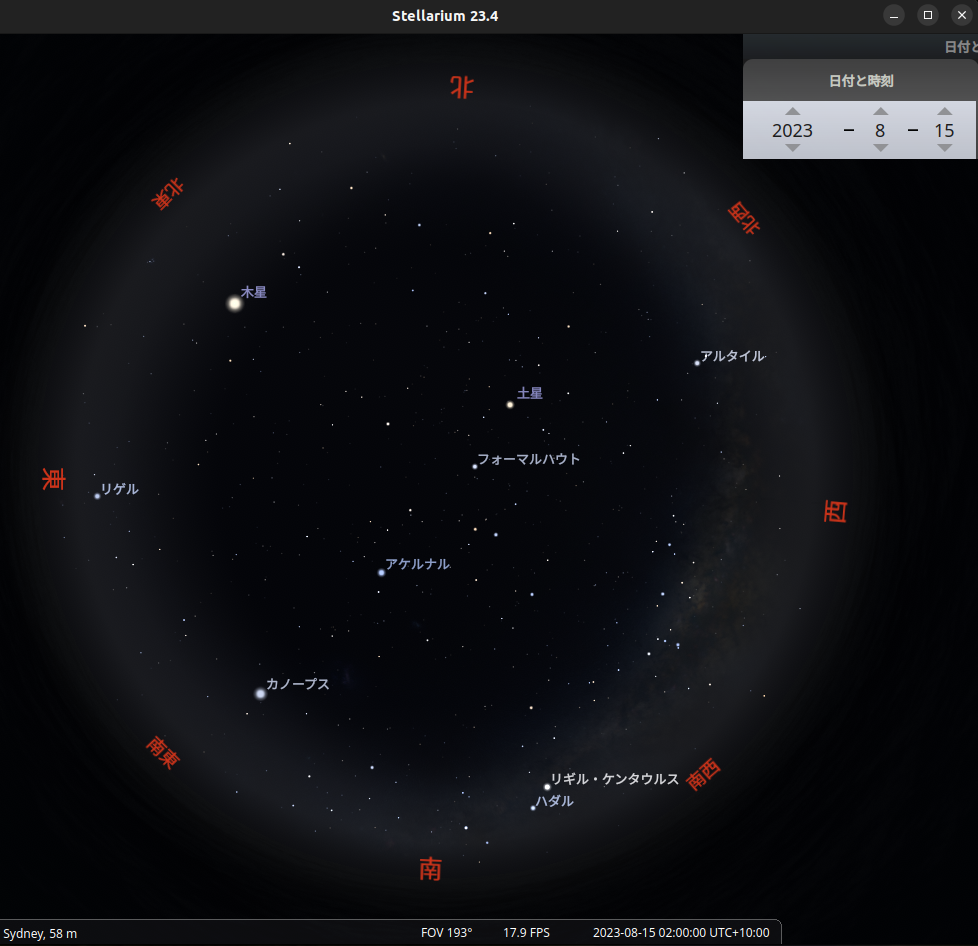 Stellarium 23.4
日付と
日付と時刻
2023 - 8 - 15
北
北東
北西
木星
アルタイル
土星
フォーマルハウト
東
リゲル
西
アケルナル
カノープス
南東
南西
リギル・ケンタウルス
ハダル
南
Sydney, 58 m
FOV 193°
17.9 FPS
2023-08-15 02:00:00 UTC+10:00